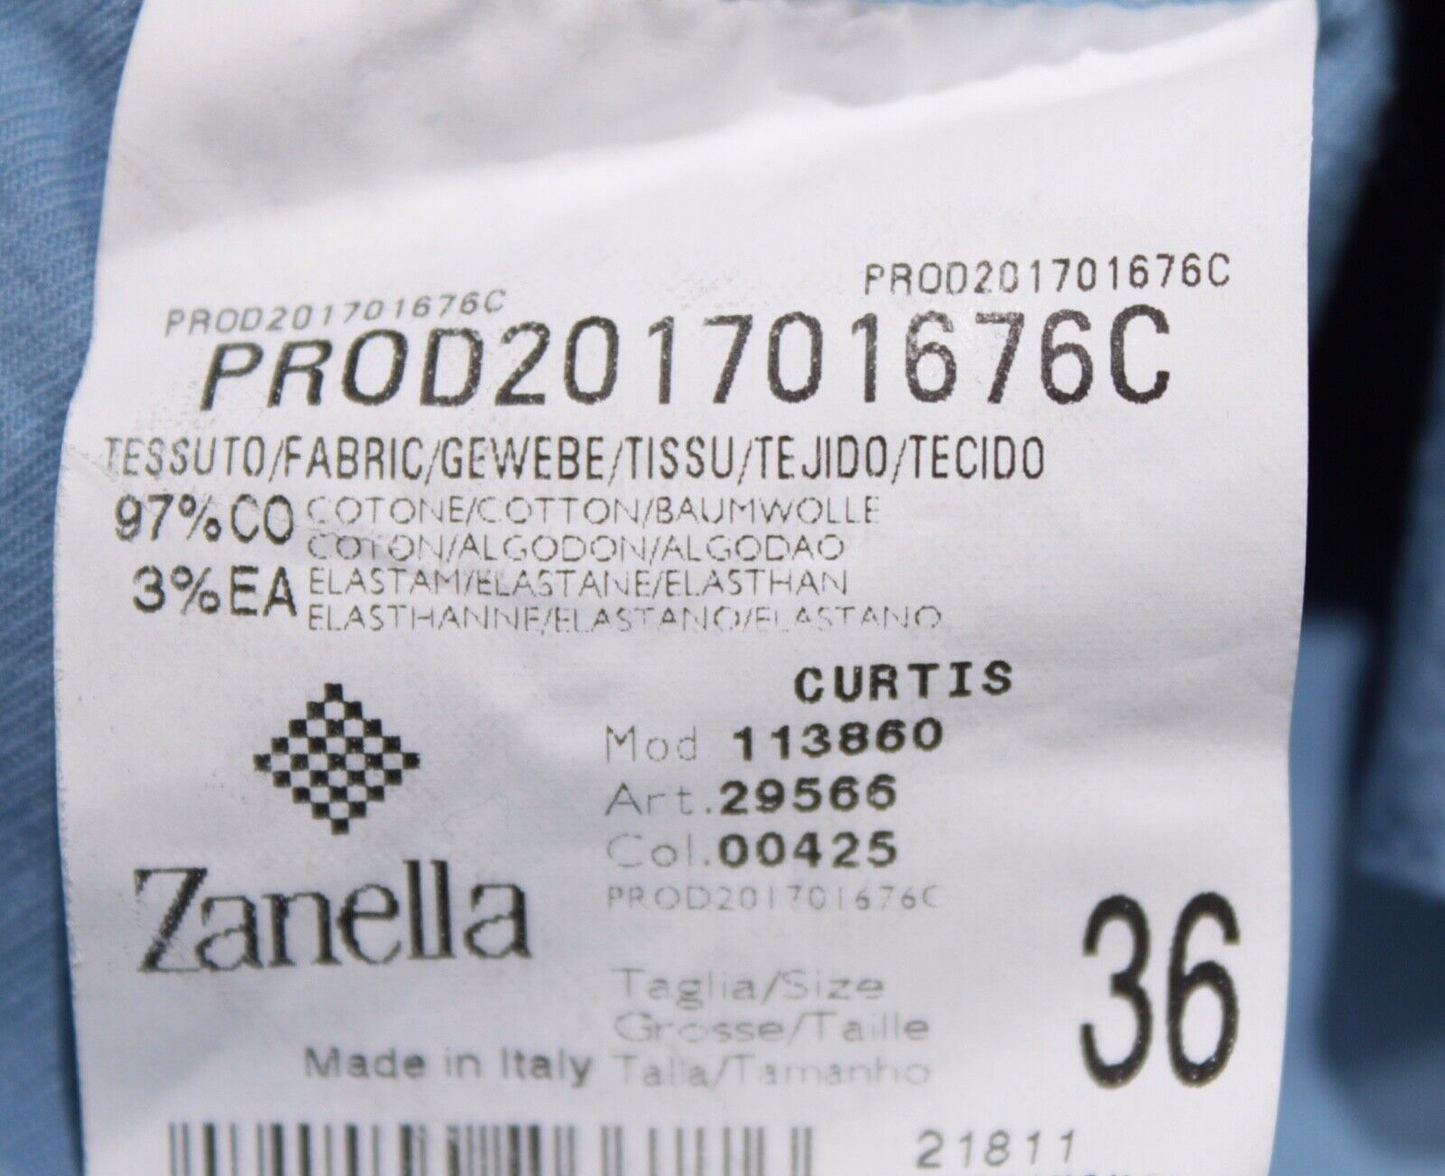 PROD201701676C
PROD201701676C
PROD201701676C
TESSUTO/FABRIC/GEWEBE/TISSU/TEJIDO/TECIDO
97%CO COTONE/COTTON/BAUMWOLLE
COTON/ALGODON/ALGODAO
3%EA ELASTAM/ELASTANE/ELASTHAN
ELASTHANNE/ELASTANO/ELASTANO
CURTIS
Mod 113860
Art.29566
Col.00425
PROD201701676C
Zanella
36
Taglia/Size
Grosse/Taille
Made in Italy Talla/Tamanho
21811